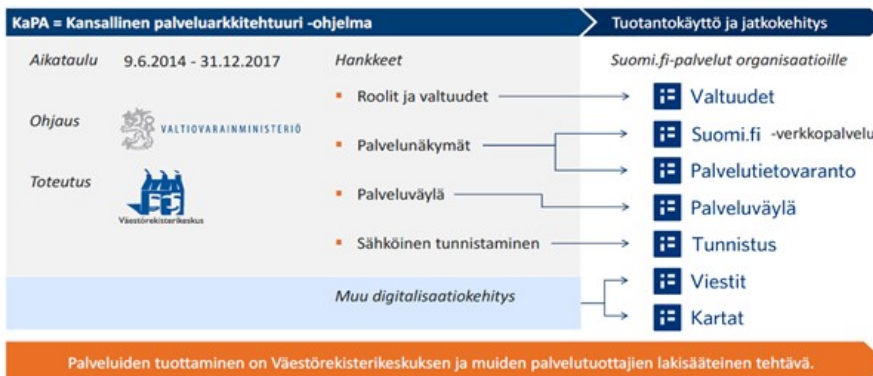 KaPA = Kansallinen palveluarkkitehtuuri -ohjelma
Tuotantokäyttö ja jatkokehitys
Aikataulu 9.6.2014 - 31.12.2017
Ohjaus VALTIOVARAINMINISTERIÖ
Toteutus
Väestörekisterikeskus
Hankkeet
Roolit ja valtuudet
Palvelunäkymät
Palveluväylä
Sähköinen tunnistaminen
Muu digitalisaatiokehitys
Suomi.fi-palvelut organisaatioille
Valtuudet
Suomi.fi -verkkopalvelu
Palvelutietovaranto
Palveluväylä
Tunnistus
Viestit
Kartat
Palveluiden tuottaminen on Väestörekisterikeskuksen ja muiden palvelutuottajien lakisääteinen tehtävä.